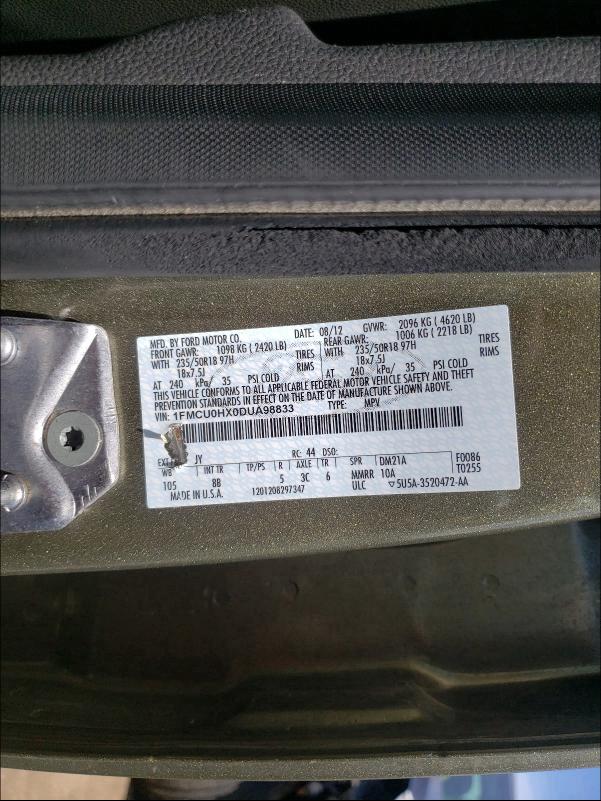 MFD. BY FORD MOTOR CO.
DATE: 08/12 GVWR: 2096 KG ( 4620 LB)
FRONT GAWR: 1098 KG ( 2420 LB) REAR GAWR: 1006 KG ( 2218 LB)
WITH 235/50R18 97H TIRES WITH 235/50R18 97H TIRES
18x7.5J RIMS 18x7.5J RIMS
AT 240 kPa/ 35 PSI COLD AT 240 kPa/ 35 PSI COLD
THIS VEHICLE CONFORMS TO ALL APPLICABLE FEDERAL MOTOR VEHICLE SAFETY AND THEFT
PREVENTION STANDARDS IN EFFECT ON THE DATE OF MANUFACTURE SHOWN ABOVE.
VIN: 1FMCU0HX0DUA98833 TYPE: MPV
EXT JY RC: 44 DSO: F0086
WB INT TR TP/PS R AXLE TR SPR DM21A T0255
105 8B 5 3C 6 MMRR 10A
MADE IN U.S.A. 1201208297347 ULC 5U5A-3520472-AA